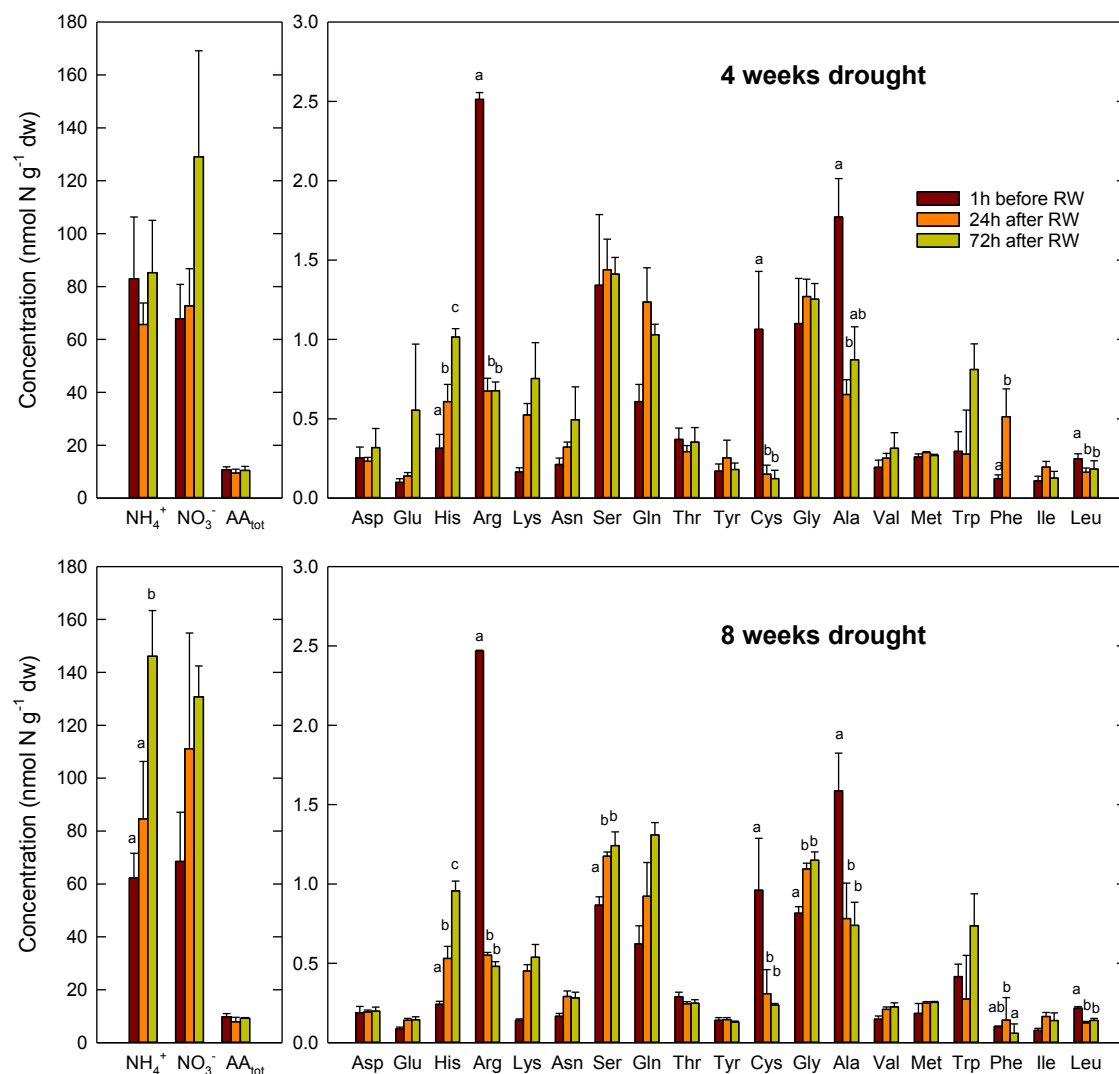 4 weeks drought
Concentration (nmol N g⁻¹ dw)
180
160
140
120
100
80
60
40
20
0
3.0
2.5
2.0
1.5
1.0
0.5
0.0
1h before RW
24h after RW
72h after RW
a b c
a b b
a b b
a b ab
a b
a b b
NH₄⁺ NO₃⁻ AAtot
Asp Glu His Arg Lys Asn Ser Gln Thr Tyr Cys Gly Ala Val Met Trp Phe Ile Leu
8 weeks drought
Concentration (nmol N g⁻¹ dw)
180
160
140
120
100
80
60
40
20
0
3.0
2.5
2.0
1.5
1.0
0.5
0.0
a a b
a b c
a b b
a b b
a b b
a b b
a b b
ab b a
a b b
NH₄⁺ NO₃⁻ AAtot
Asp Glu His Arg Lys Asn Ser Gln Thr Tyr Cys Gly Ala Val Met Trp Phe Ile Leu